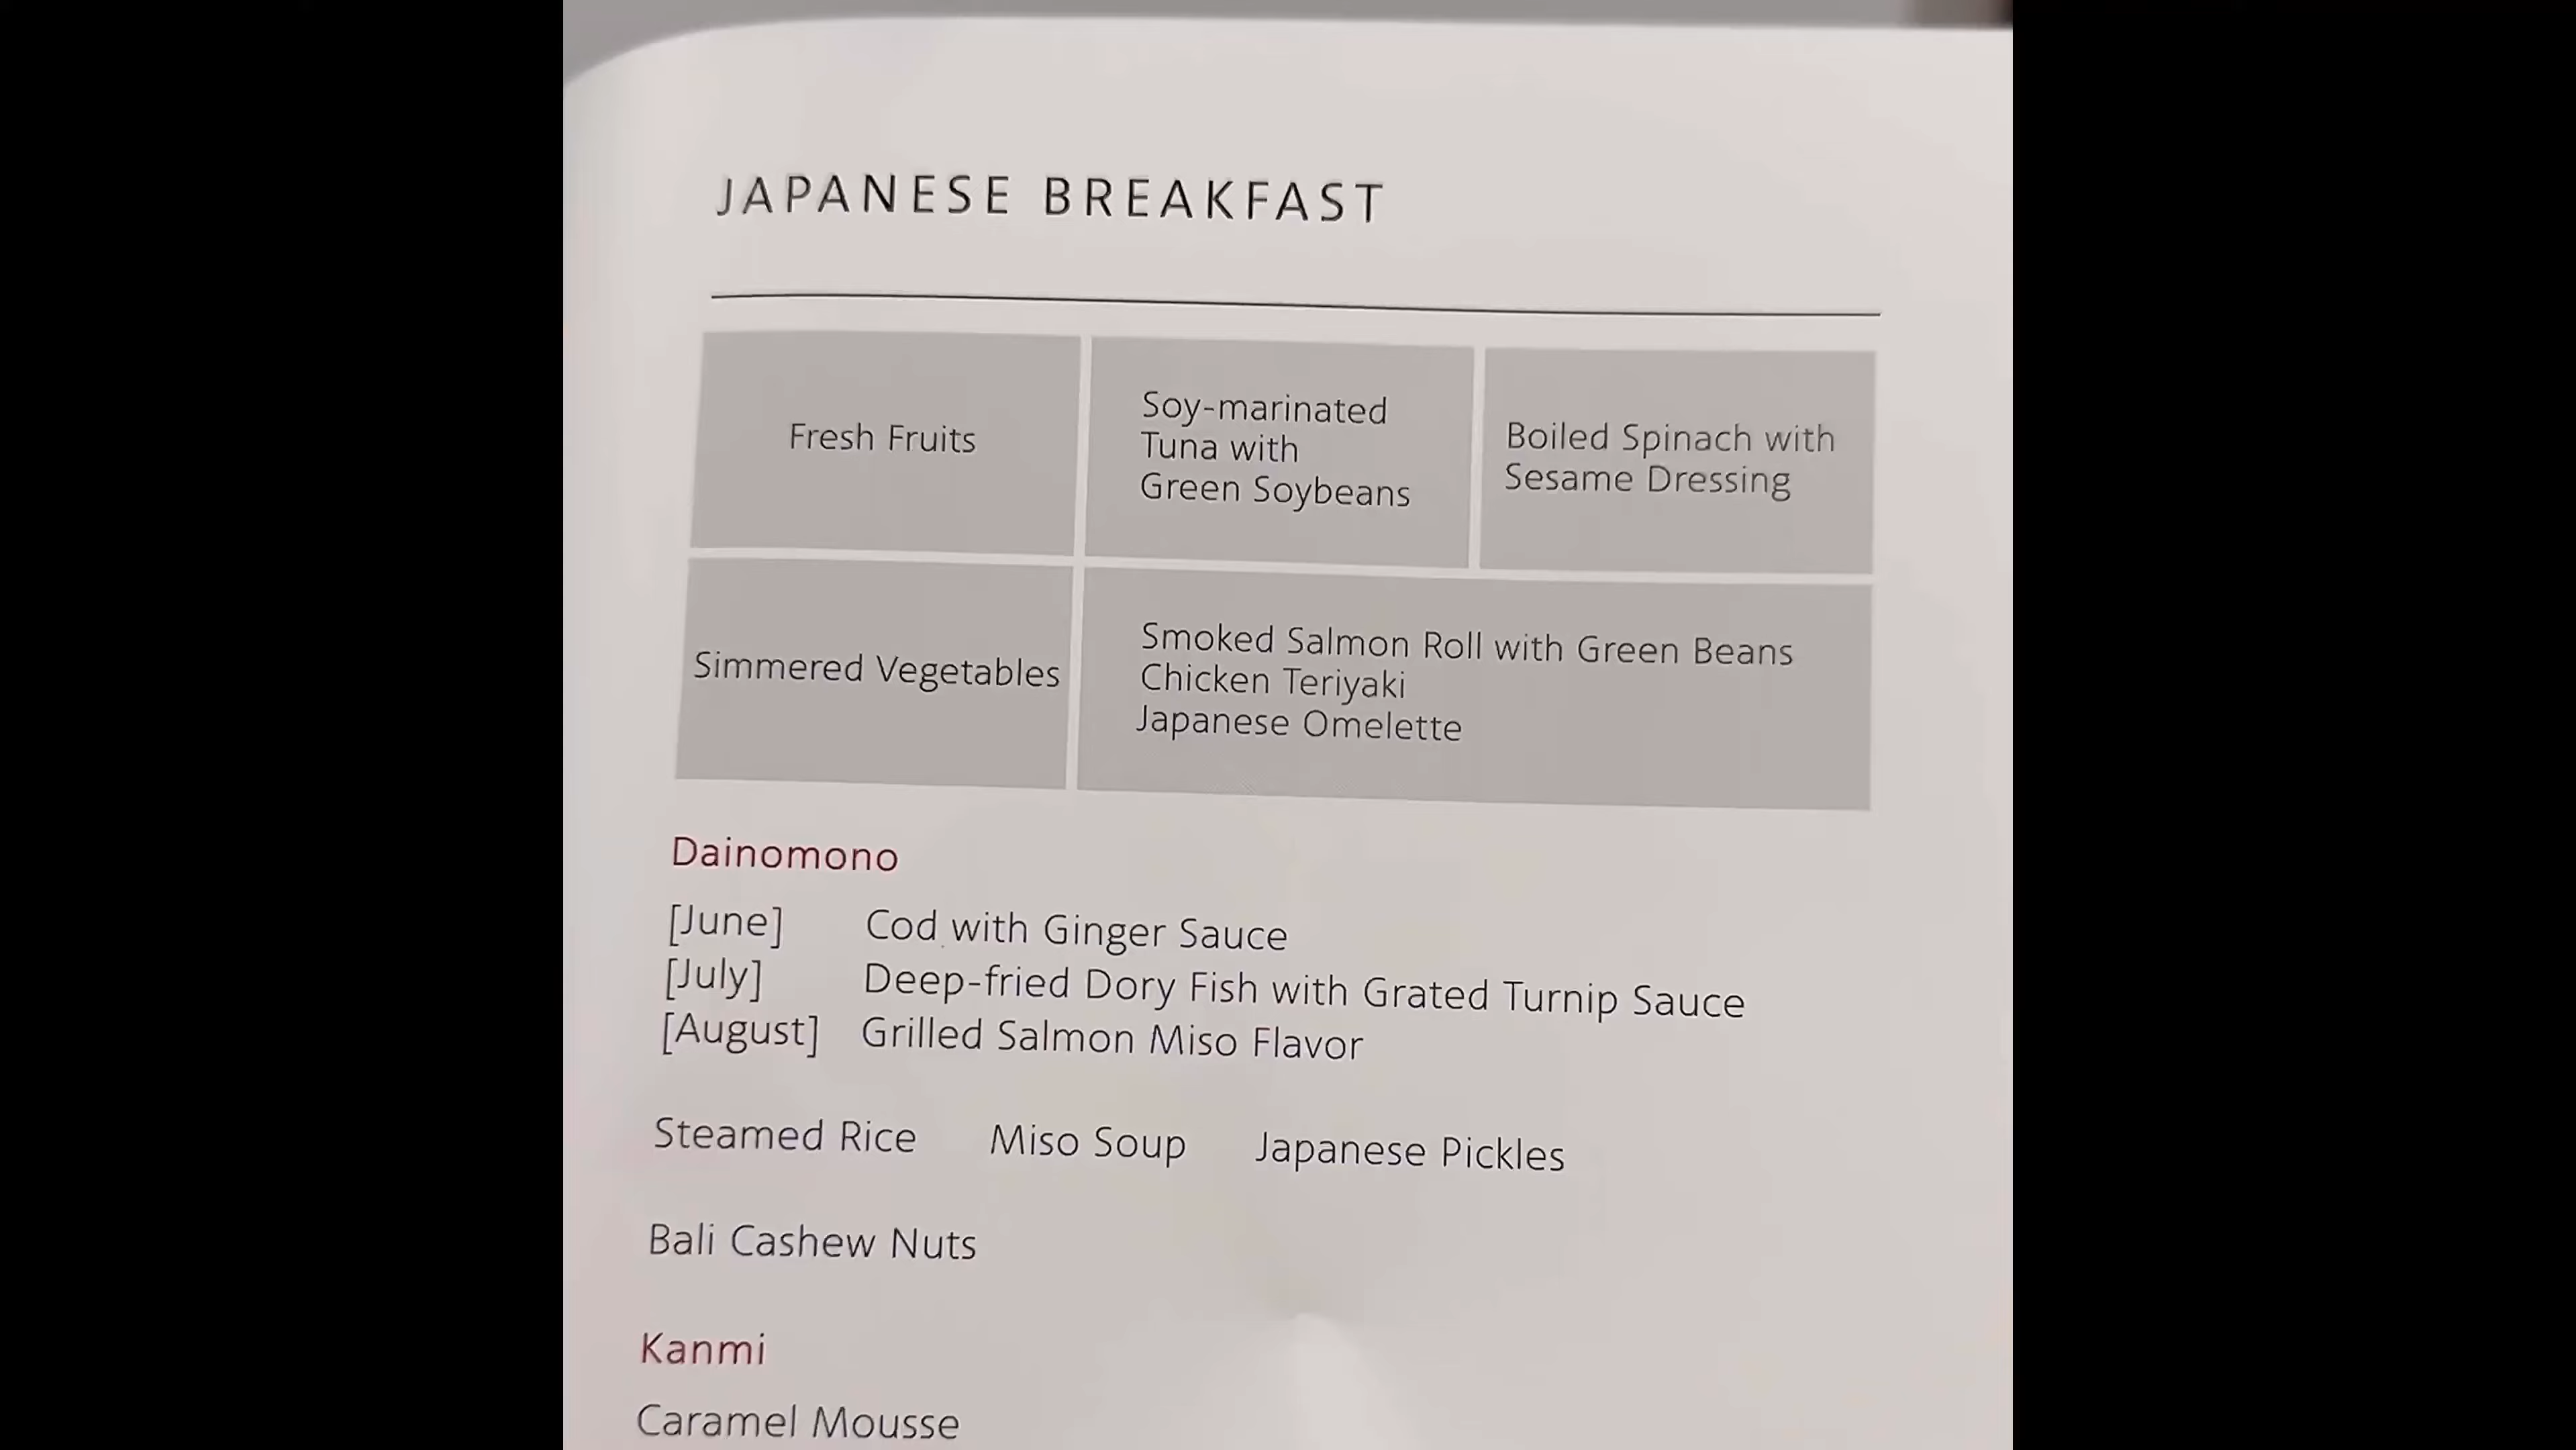 JAPANESE BREAKFAST
Fresh Fruits
Soy-marinated
Tuna with
Green Soybeans
Boiled Spinach with
Sesame Dressing
Simmered Vegetables
Smoked Salmon Roll with Green Beans
Chicken Teriyaki
Japanese Omelette
Dainomono
[June] Cod with Ginger Sauce
[July] Deep-fried Dory Fish with Grated Turnip Sauce
[August] Grilled Salmon Miso Flavor
Steamed Rice Miso Soup Japanese Pickles
Bali Cashew Nuts
Kanmi
Caramel Mousse